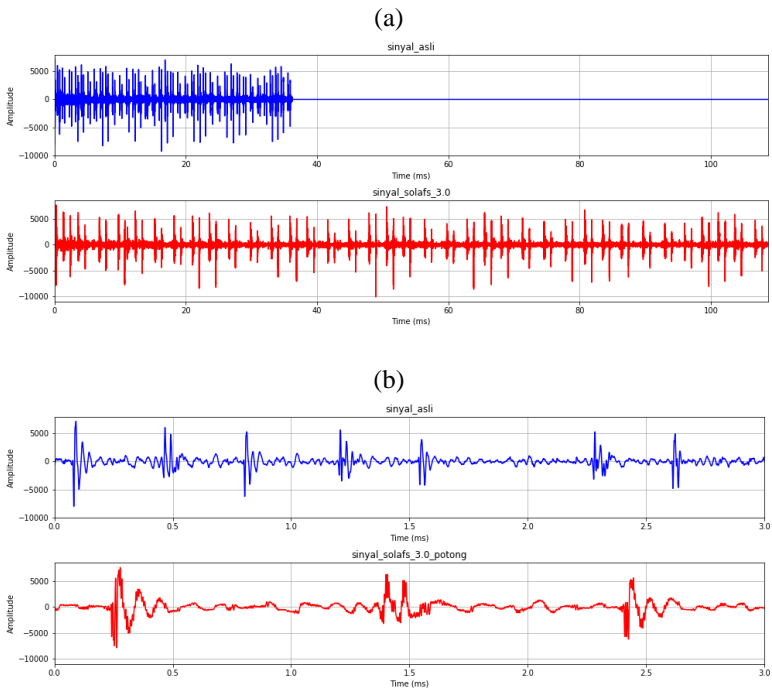 (a)
sinyal_asli
Amplitude
5000
0
−5000
−10000
0 20 40 60 80 100
Time (ms)
sinyal_solafs_3.0
Amplitude
5000
0
−5000
−10000
0 20 40 60 80 100
Time (ms)
(b)
sinyal_asli
Amplitude
5000
0
−5000
−10000
0.0 0.5 1.0 1.5 2.0 2.5 3.0
Time (ms)
sinyal_solafs_3.0_potong
Amplitude
5000
0
−5000
−10000
0.0 0.5 1.0 1.5 2.0 2.5 3.0
Time (ms)